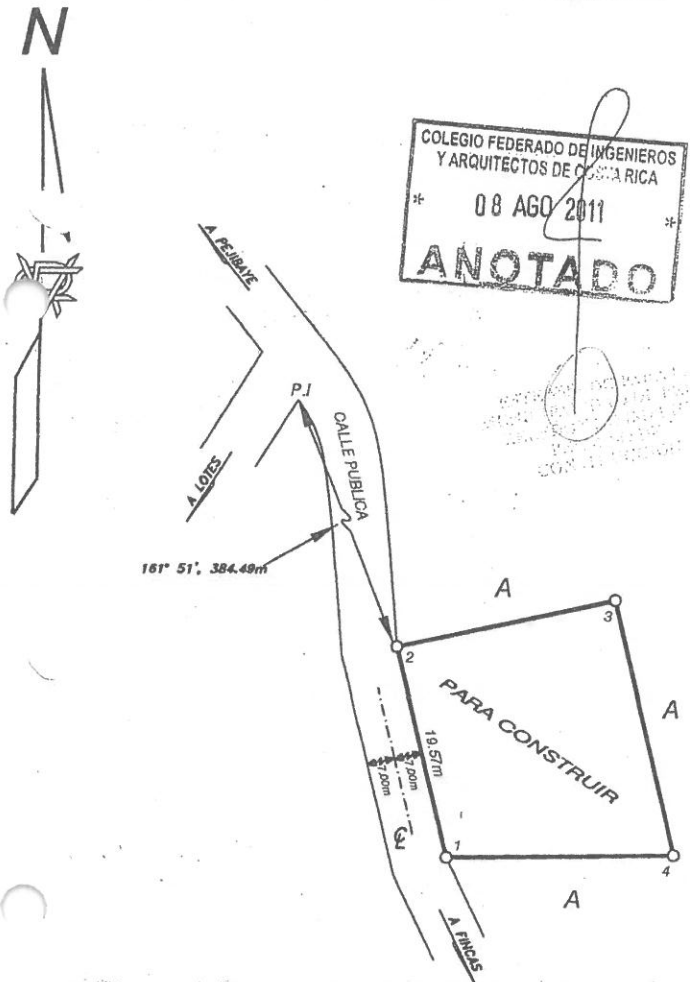 N
COLEGIO FEDERADO DE INGENIEROS
Y ARQUITECTOS DE COSTA RICA
* 08 AGO 2011 *
ANOTADO
A PEJIBAYE
P.I
CALLE PUBLICA
A LOTES
161° 51', 384.49m
A
3
2
PARA CONSTRUIR
A
19.57m
7.00m
7.00m
CL
1
4
A
A FINCAS